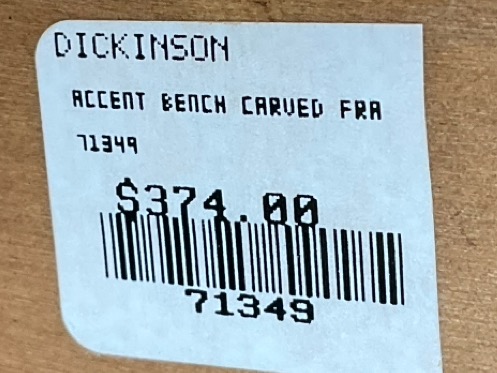 DICKINSON
ACCENT BENCH CARVED FRA
71349
$374.00
71349